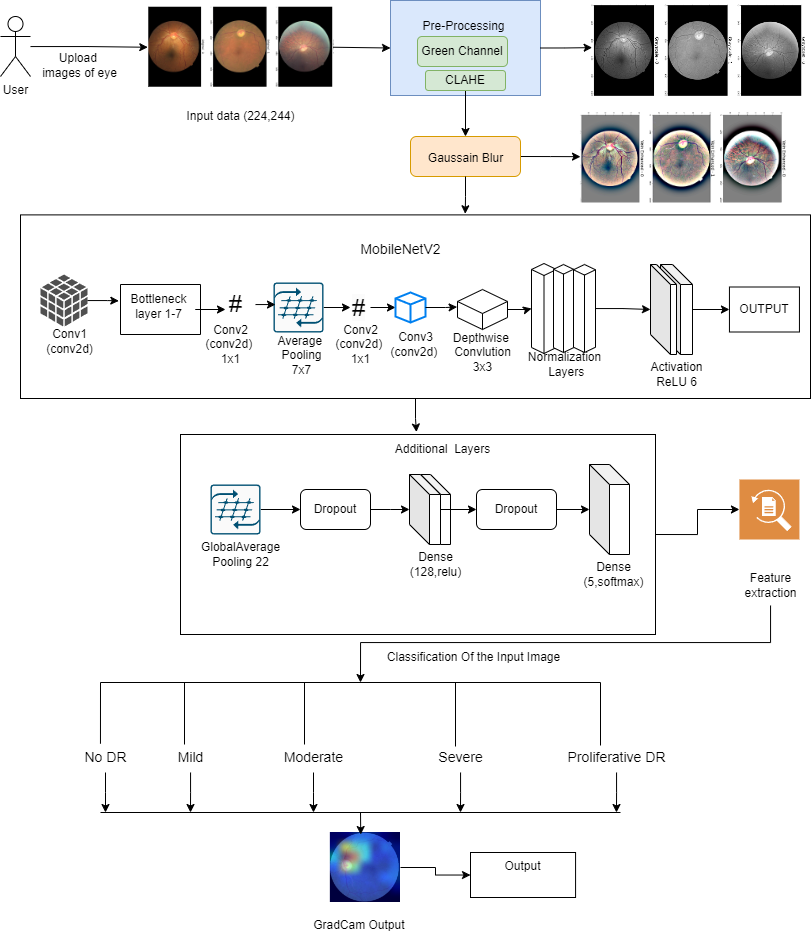 User
Upload
images of eye
Input data (224,244)
Pre-Processing
Green Channel
CLAHE
Gaussain Blur
MobileNetV2
Conv1
(conv2d)
Bottleneck
layer 1-7
#
Conv2
(conv2d)
1x1
Average
Pooling
7x7
#
Conv2
(conv2d)
1x1
Conv3
(conv2d)
Depthwise
Convlution
3x3
Normalization
Layers
Activation
ReLU 6
OUTPUT
Additional Layers
GlobalAverage
Pooling 22
Dropout
Dense
(128,relu)
Dropout
Dense
(5,softmax)
Feature
extraction
Classification Of the Input Image
No DR
Mild
Moderate
Severe
Proliferative DR
GradCam Output
Output